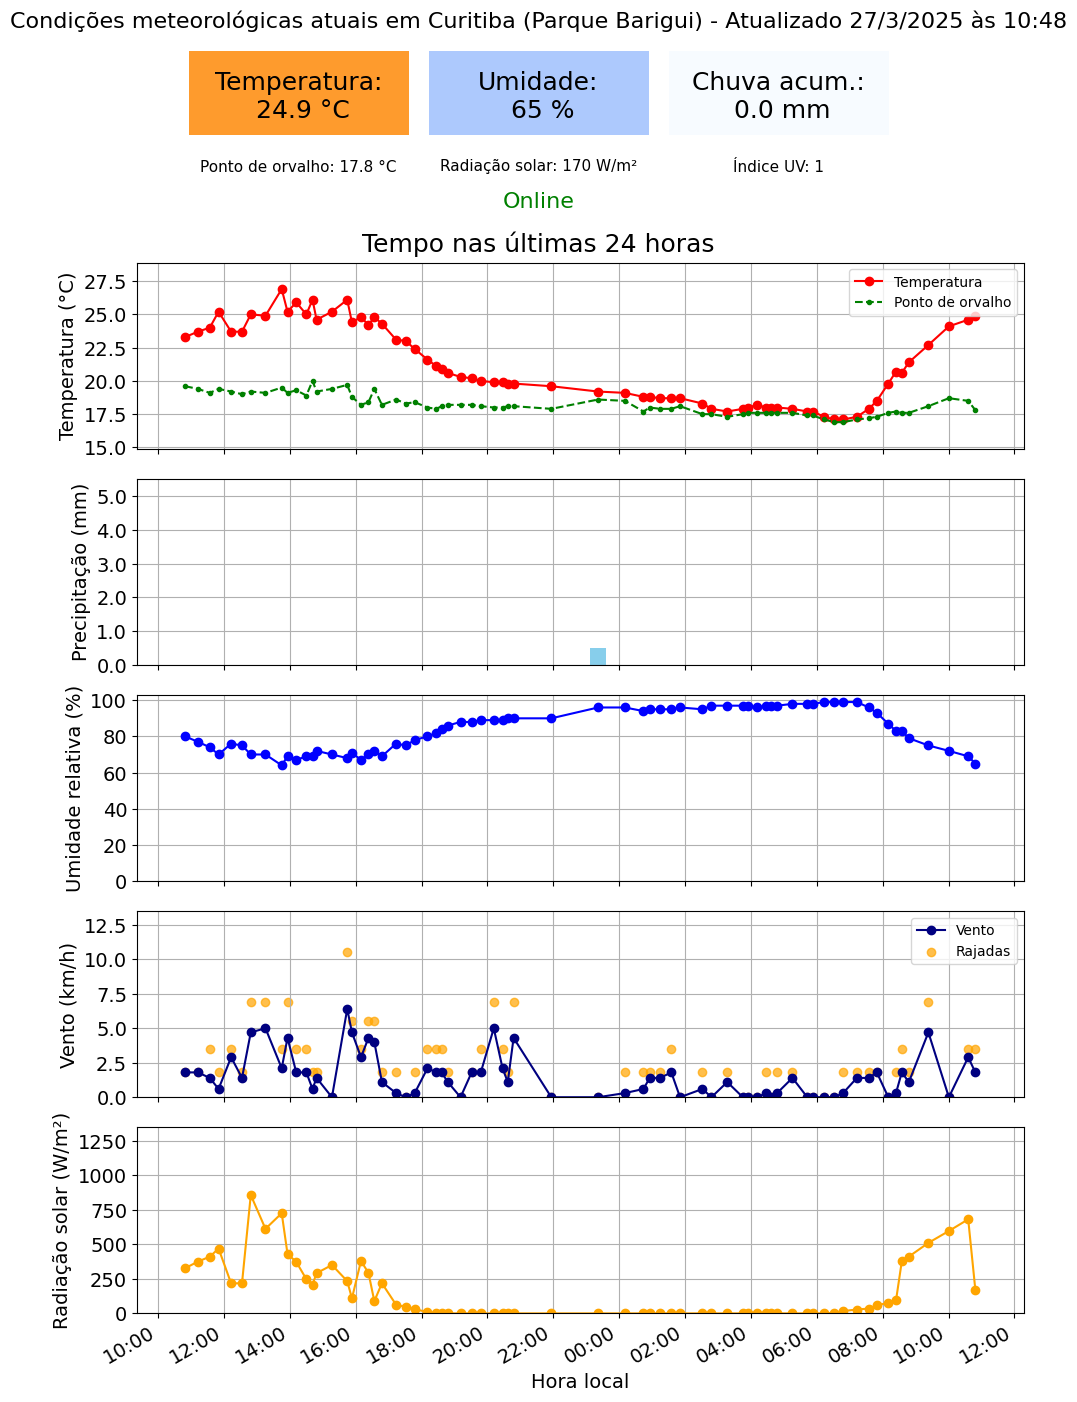 Condições meteorológicas atuais em Curitiba (Parque Barigui) - Atualizado 27/3/2025 às 10:48
Temperatura:
24.9 °C
Umidade:
65 %
Chuva acum.:
0.0 mm
Ponto de orvalho: 17.8 °C
Radiação solar: 170 W/m²
Índice UV: 1
Online
Tempo nas últimas 24 horas
Temperatura (°C)
27.5
25.0
22.5
20.0
17.5
15.0
Temperatura
Ponto de orvalho
Precipitação (mm)
5.0
4.0
3.0
2.0
1.0
0.0
Umidade relativa (%)
100
80
60
40
20
0
Vento (km/h)
12.5
10.0
7.5
5.0
2.5
0.0
Vento
Rajadas
Radiação solar (W/m²)
1250
1000
750
500
250
0
10:00
12:00
14:00
16:00
18:00
20:00
22:00
00:00
02:00
04:00
06:00
08:00
10:00
12:00
Hora local